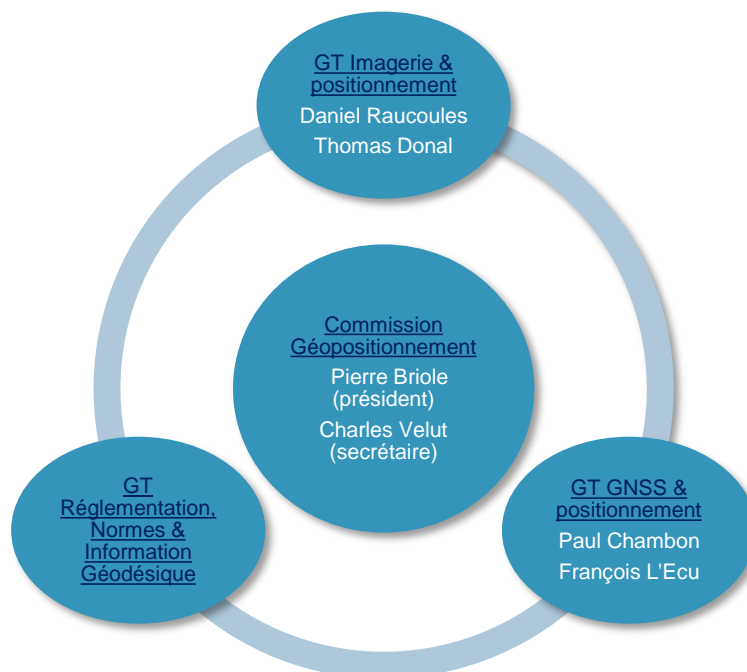 GT Imagerie &
positionnement
Daniel Raucoules
Thomas Donal
Commission
Géopositionnement
Pierre Briole
(président)
Charles Velut
(secrétaire)
GT
Réglementation,
Normes &
Information
Géodésique
GT GNSS &
positionnement
Paul Chambon
François L'Ecu